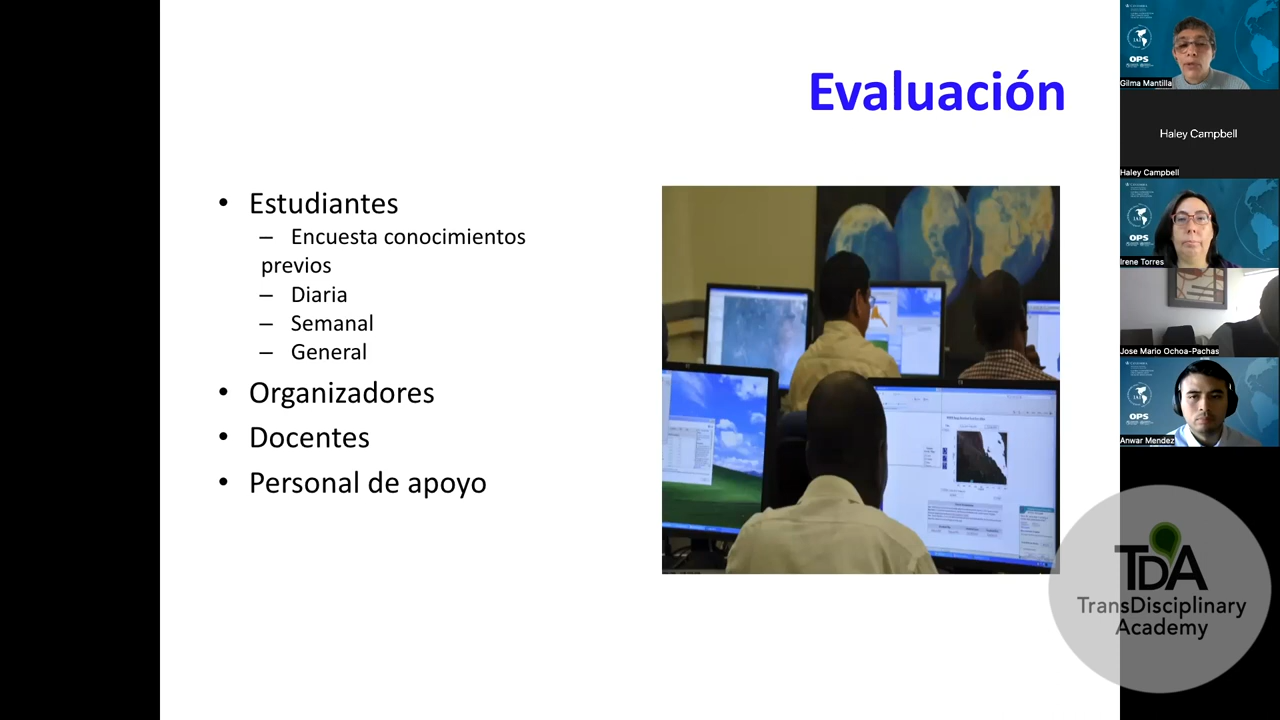 Evaluación
• Estudiantes
– Encuesta conocimientos
previos
– Diaria
– Semanal
– General
• Organizadores
• Docentes
• Personal de apoyo
OPS
Gilma Mantilla
Haley Campbell
Haley Campbell
OPS
Irene Torres
Jose Mario Ochoa-Pachas
OPS
Anwar Mendez
TDA
TransDisciplinary
Academy